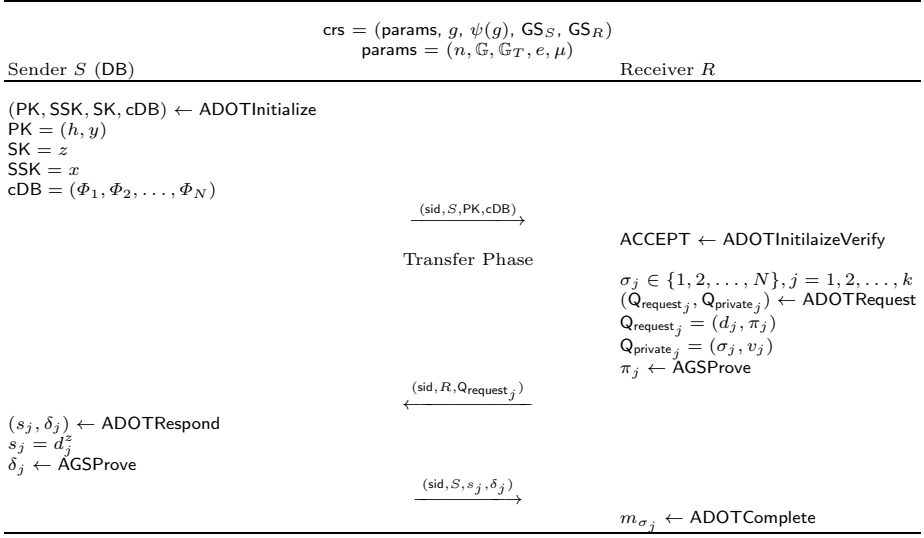 crs = (params, g, ψ(g), GS_S, GS_R)
params = (n, 𝔾, 𝔾_T, e, μ)
Sender S (DB) Receiver R
(PK, SSK, SK, cDB) ← ADOTInitialize
PK = (h, y)
SK = z
SSK = x
cDB = (Φ_1, Φ_2, . . . , Φ_N)
(sid,S,PK,cDB)
ACCEPT ← ADOTInitilaizeVerify
Transfer Phase
σ_j ∈ {1, 2, . . . , N}, j = 1, 2, . . . , k
(Q_request_j, Q_private_j) ← ADOTRequest
Q_request_j = (d_j, π_j)
Q_private_j = (σ_j, v_j)
π_j ← AGSProve
(sid,R,Q_request_j)
(s_j, δ_j) ← ADOTRespond
s_j = d_j^z
δ_j ← AGSProve
(sid,S,s_j,δ_j)
m_σ_j ← ADOTComplete